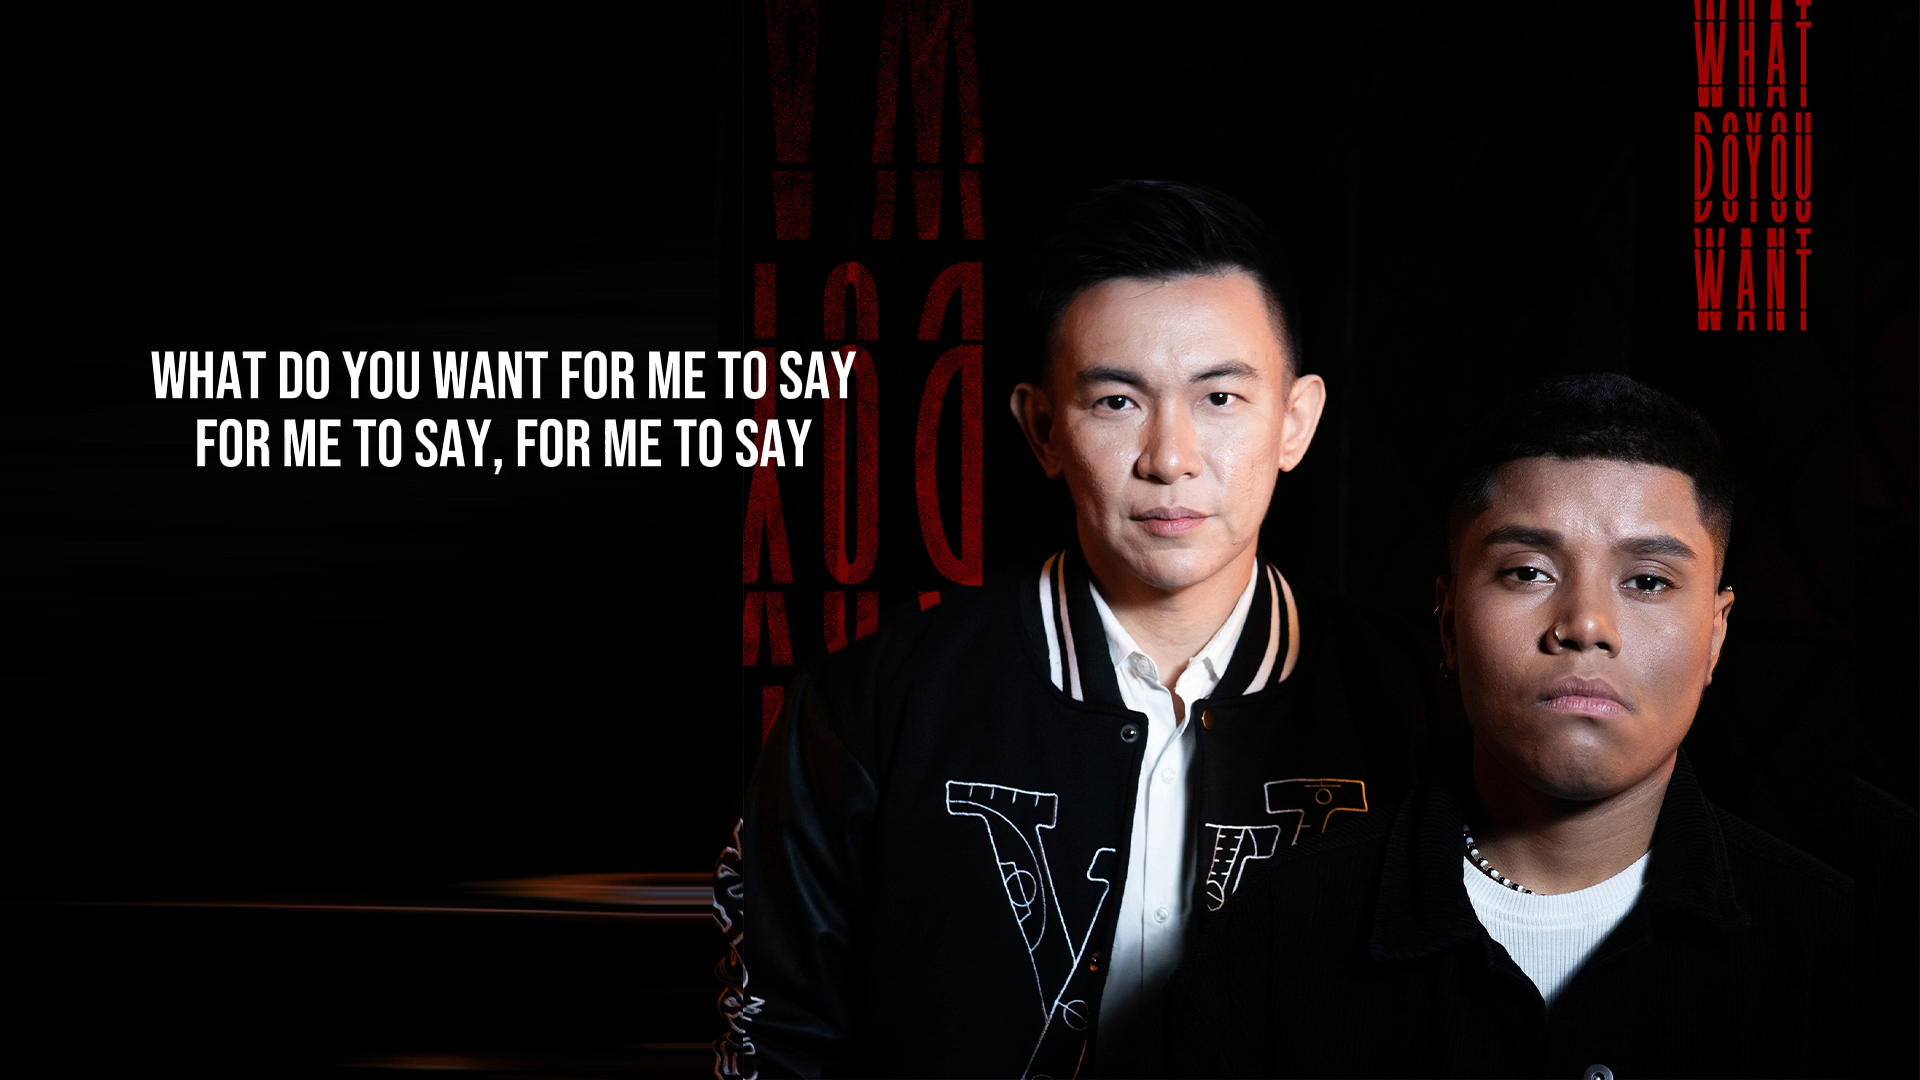 WHAT DO YOU WANT FOR ME TO SAY
FOR ME TO SAY, FOR ME TO SAY
WHAT
DOYOU
WANT